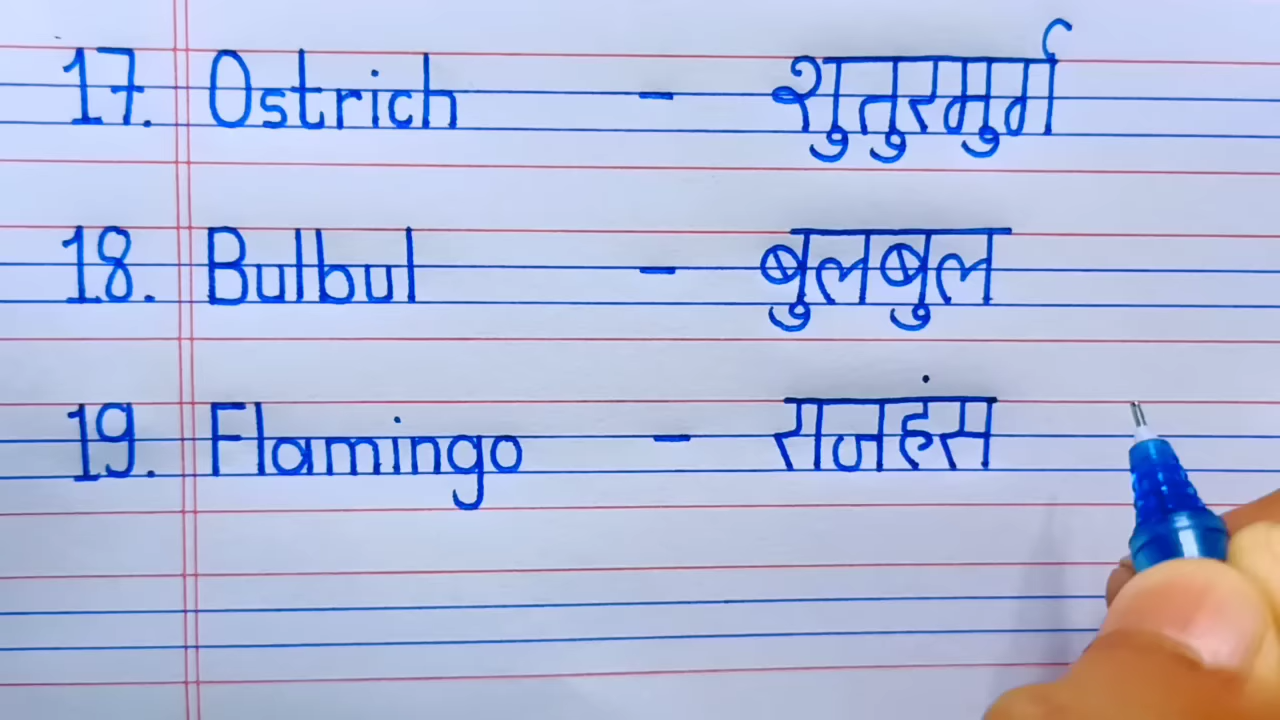 17. Ostrich - शुतुरमुर्ग
18. Bulbul - बुलबुल
19. Flamingo - राजहंस